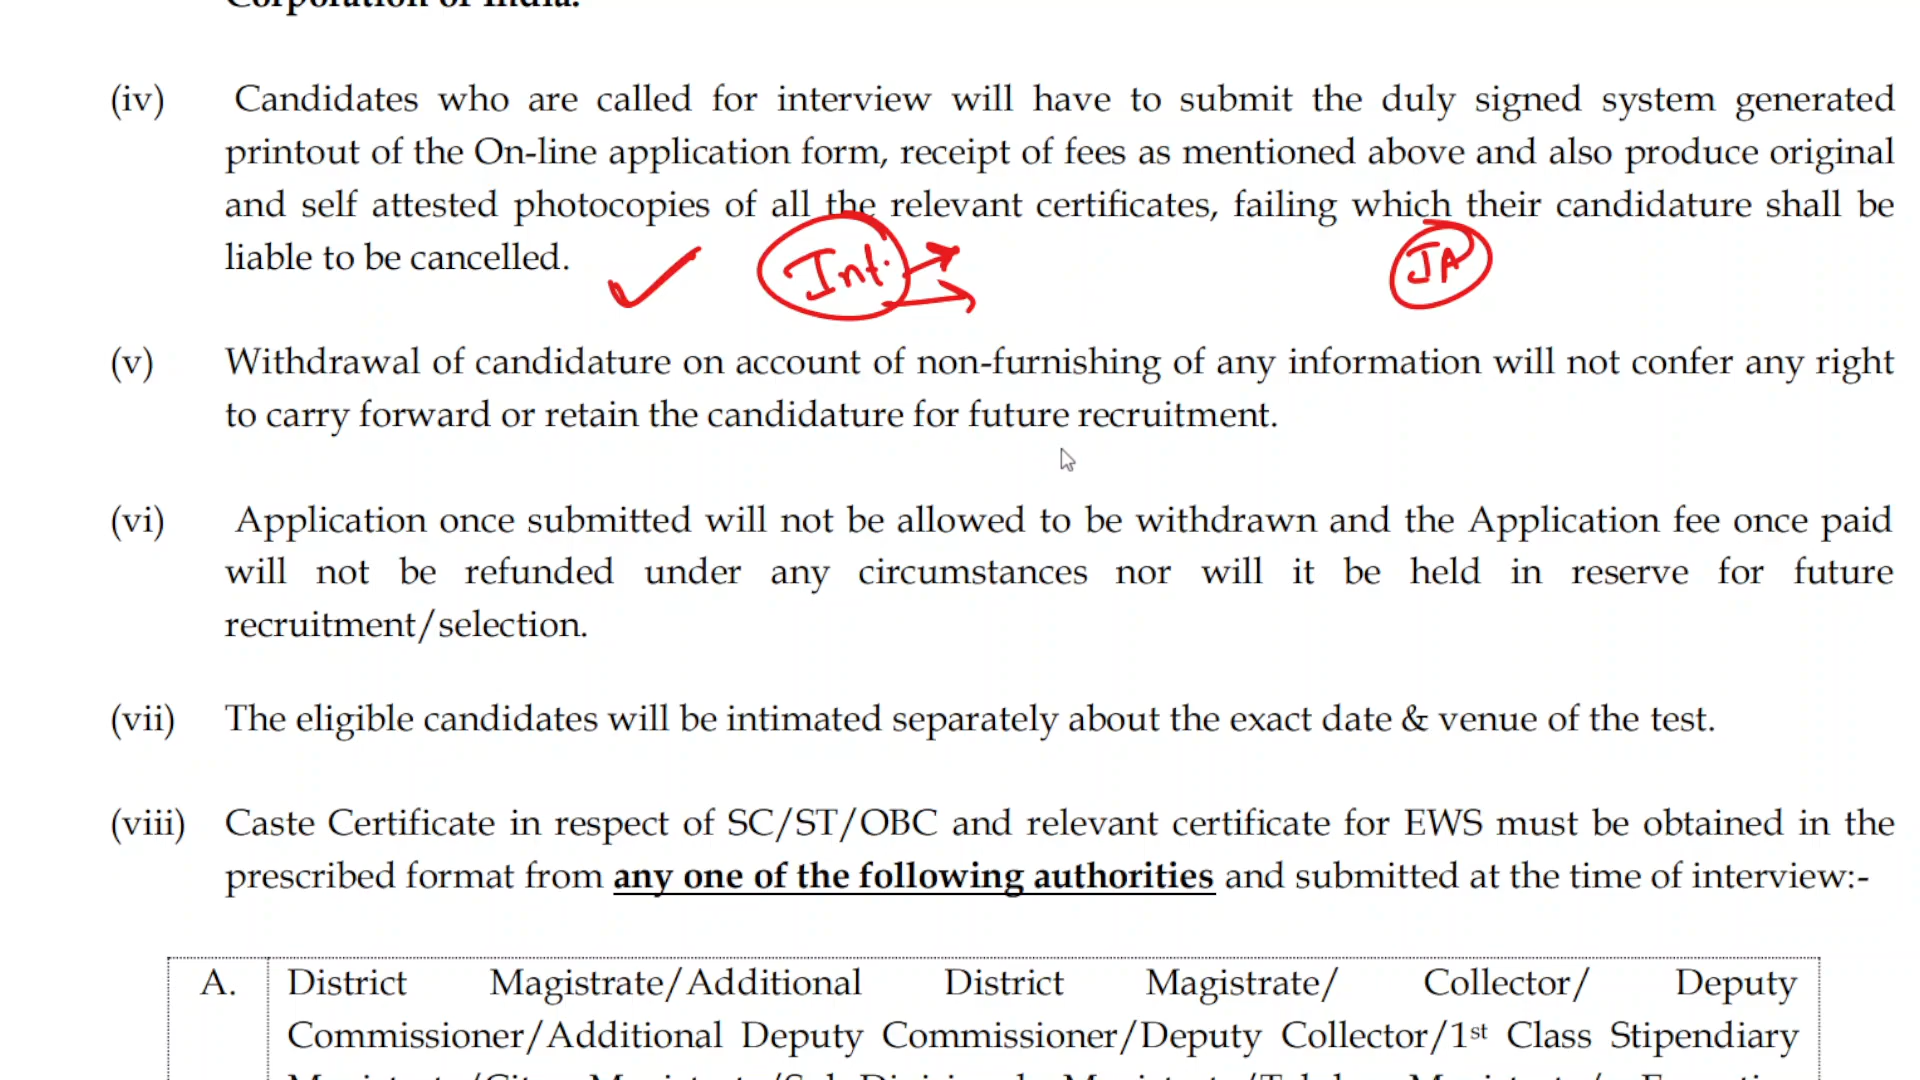 Corporation of India.
(iv) Candidates who are called for interview will have to submit the duly signed system generated
printout of the On-line application form, receipt of fees as mentioned above and also produce original
and self attested photocopies of all the relevant certificates, failing which their candidature shall be
liable to be cancelled.
Int.
JA
(v) Withdrawal of candidature on account of non-furnishing of any information will not confer any right
to carry forward or retain the candidature for future recruitment.
(vi) Application once submitted will not be allowed to be withdrawn and the Application fee once paid
will not be refunded under any circumstances nor will it be held in reserve for future
recruitment/selection.
(vii) The eligible candidates will be intimated separately about the exact date & venue of the test.
(viii) Caste Certificate in respect of SC/ST/OBC and relevant certificate for EWS must be obtained in the
prescribed format from any one of the following authorities and submitted at the time of interview:-
A. District Magistrate/Additional District Magistrate/ Collector/ Deputy
Commissioner/Additional Deputy Commissioner/Deputy Collector/1st Class Stipendiary